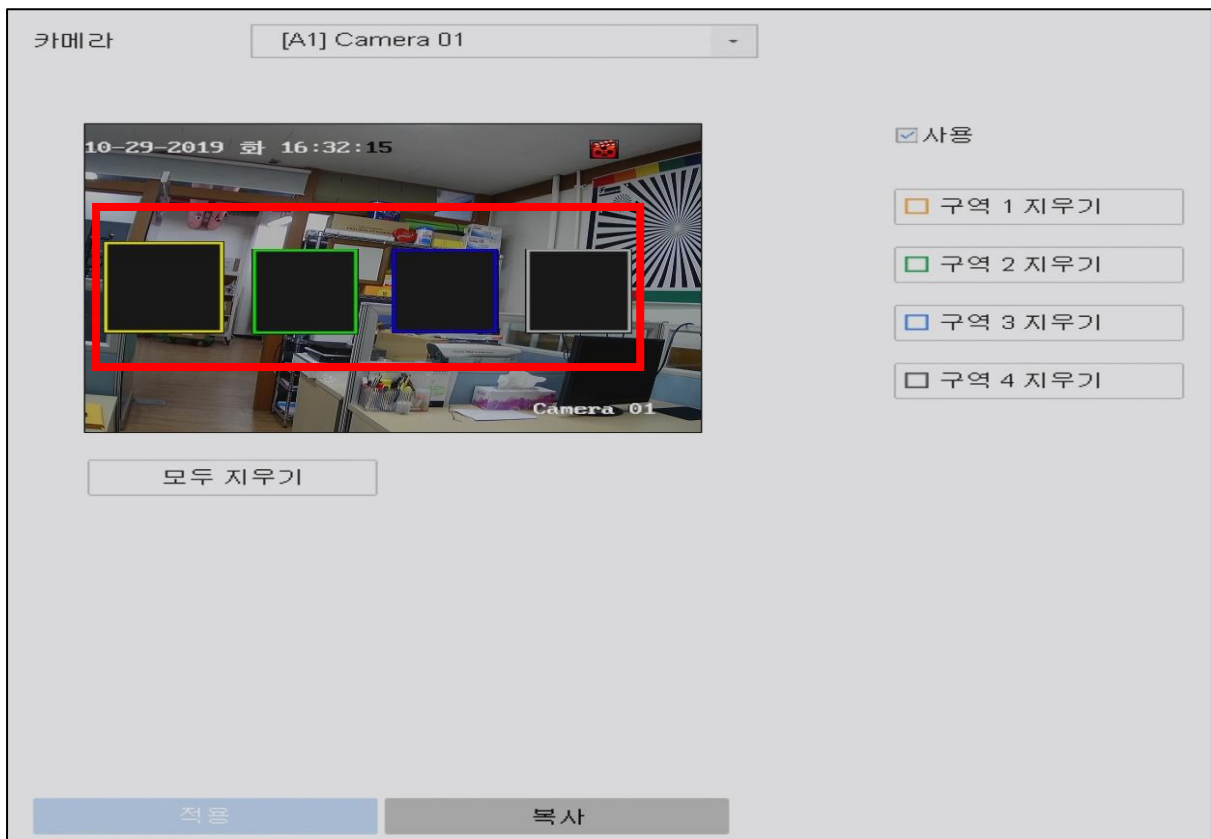 카메라 [A1] Camera 01
10-29-2019 화 16:32:15
사용
구역 1 지우기
구역 2 지우기
구역 3 지우기
구역 4 지우기
Camera 01
모두 지우기
적용 복사